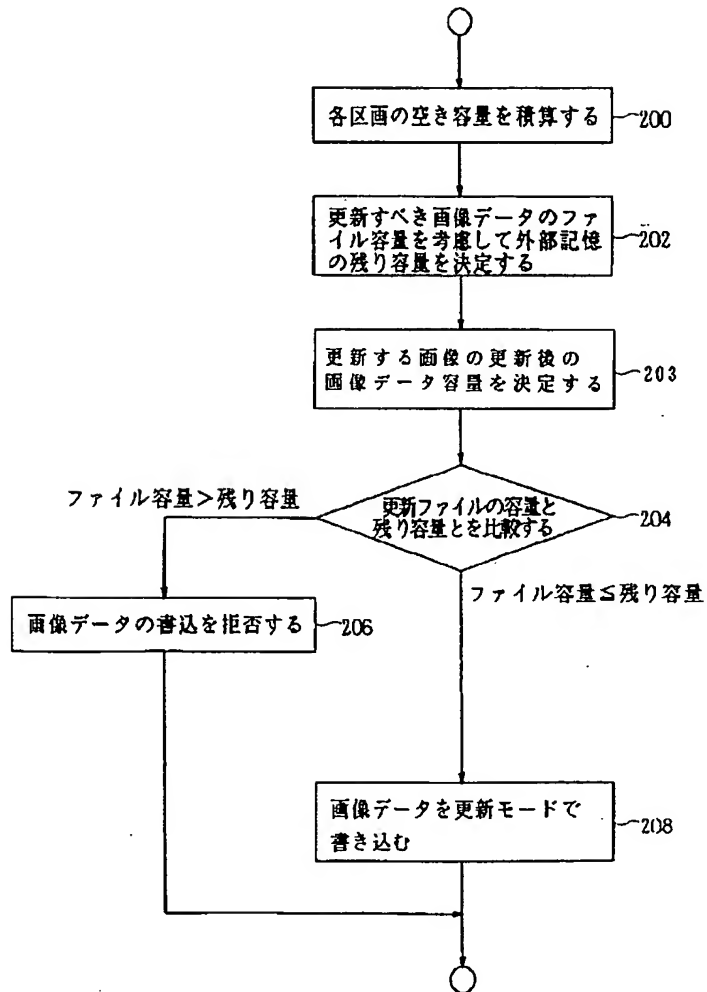 各区画の空き容量を積算する
200
更新すべき画像データのファ
イル容量を考慮して外部記憶
の残り容量を決定する
202
更新する画像の更新後の
画像データ容量を決定する
203
更新ファイルの容量と
残り容量とを比較する
204
ファイル容量>残り容量
ファイル容量≦残り容量
画像データの書込を拒否する
206
画像データを更新モードで
書き込む
208